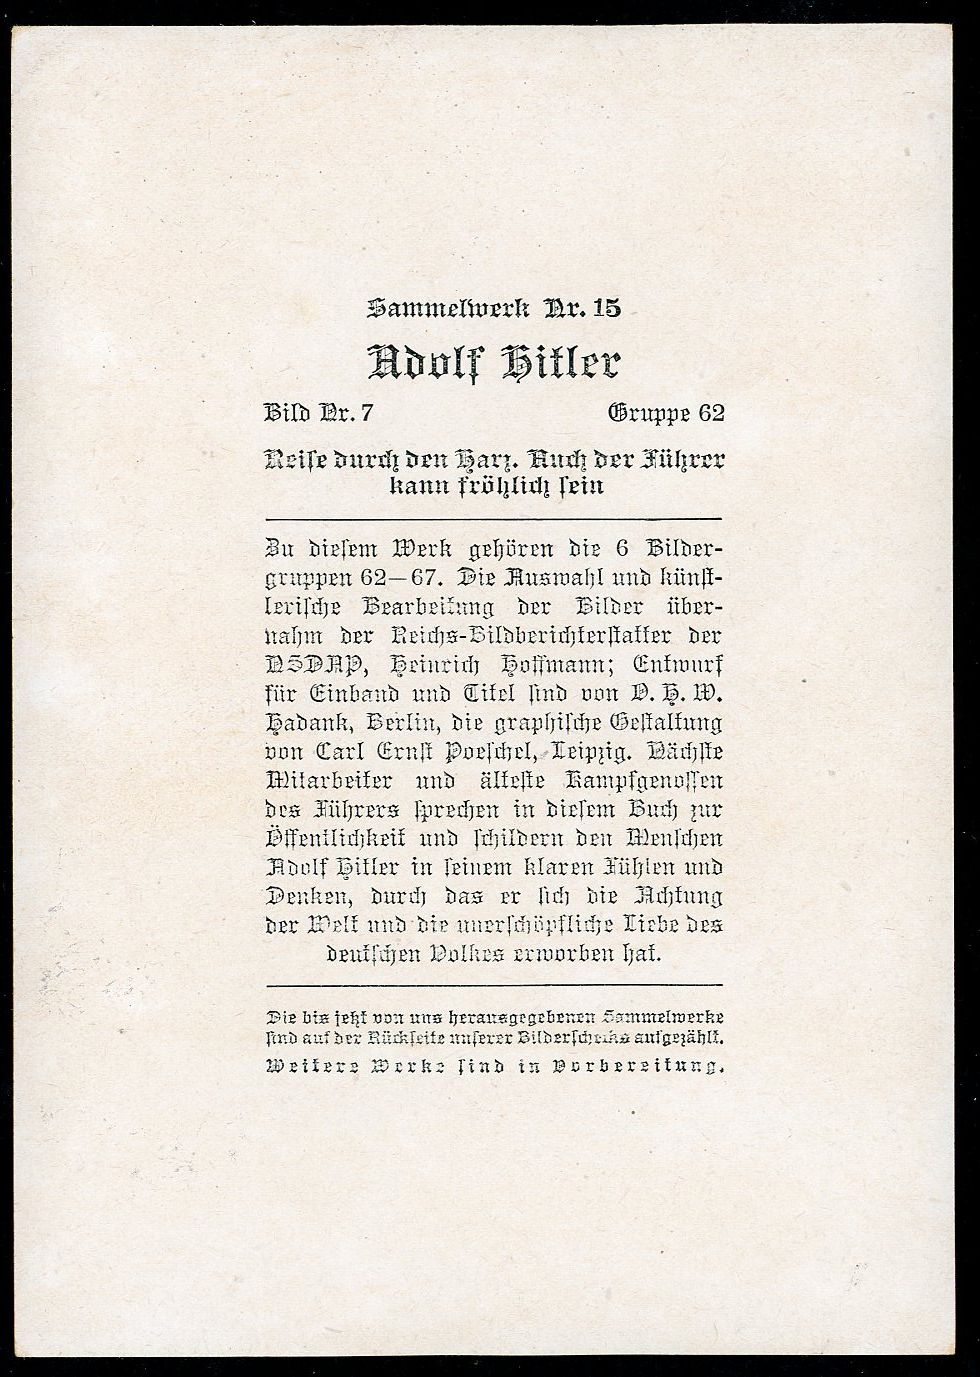 Sammelwerk Nr. 15
Adolf Hitler
Bild Nr. 7 Gruppe 62
Reise durch den Harz. Auch der Führer
kann fröhlich sein
Zu diesem Werk gehören die 6 Bilder-
gruppen 62—67. Die Auswahl und künst-
lerische Bearbeitung der Bilder über-
nahm der Reichs-Bildberichterstatter der
NSDAP, Heinrich Hoffmann; Entwurf
für Einband und Titel sind von O. H. W.
Hadank, Berlin, die graphische Gestaltung
von Carl Ernst Poeschel, Leipzig. Nächste
Mitarbeiter und älteste Kampfgenossen
des Führers sprechen in diesem Buch zur
Öffentlichkeit und schildern den Menschen
Adolf Hitler in seinem klaren Fühlen und
Denken, durch das er sich die Achtung
der Welt und die unerschöpfliche Liebe des
deutschen Volkes erworben hat.
Die bis jetzt von uns herausgegebenen Sammelwerke
sind auf der Rückseite unserer Bilderschecks aufgezählt.
Weitere Werke sind in Vorbereitung.